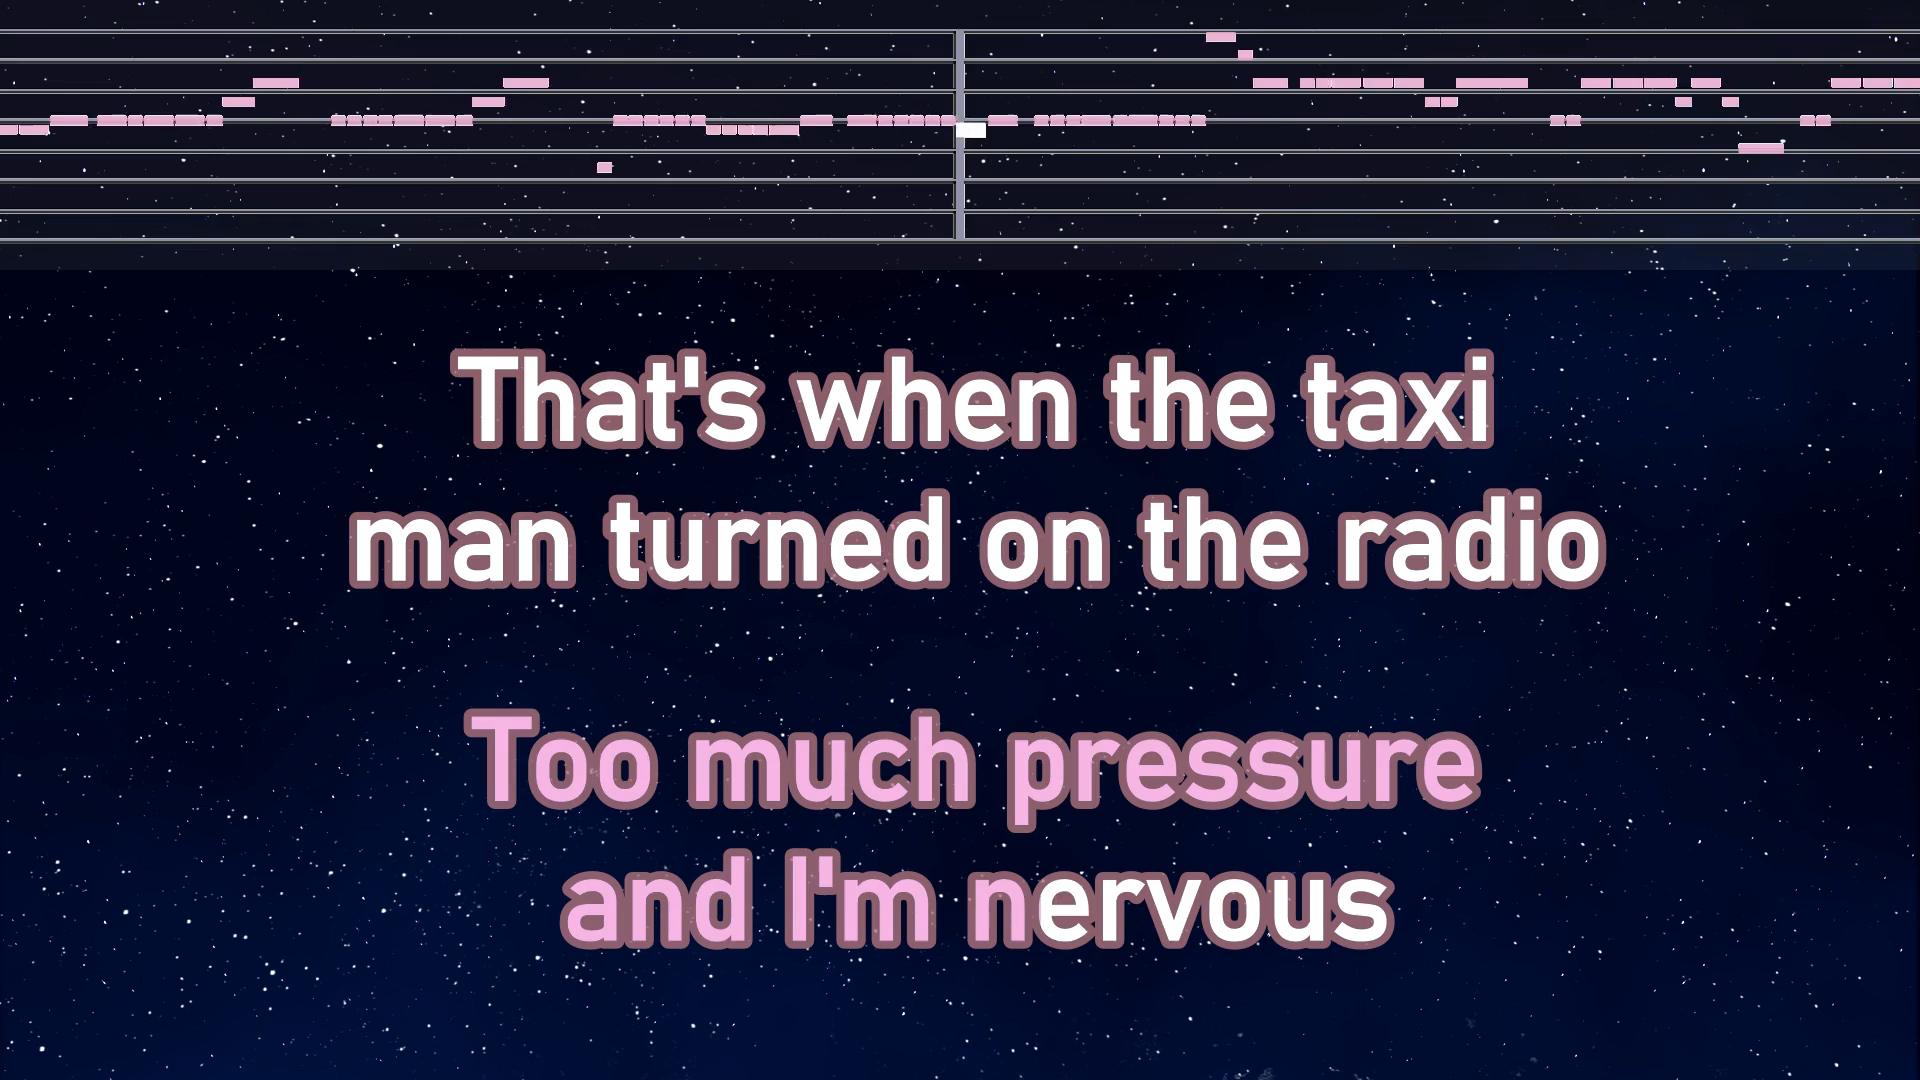 That's when the taxi
man turned on the radio
Too much pressure
and I'm nervous